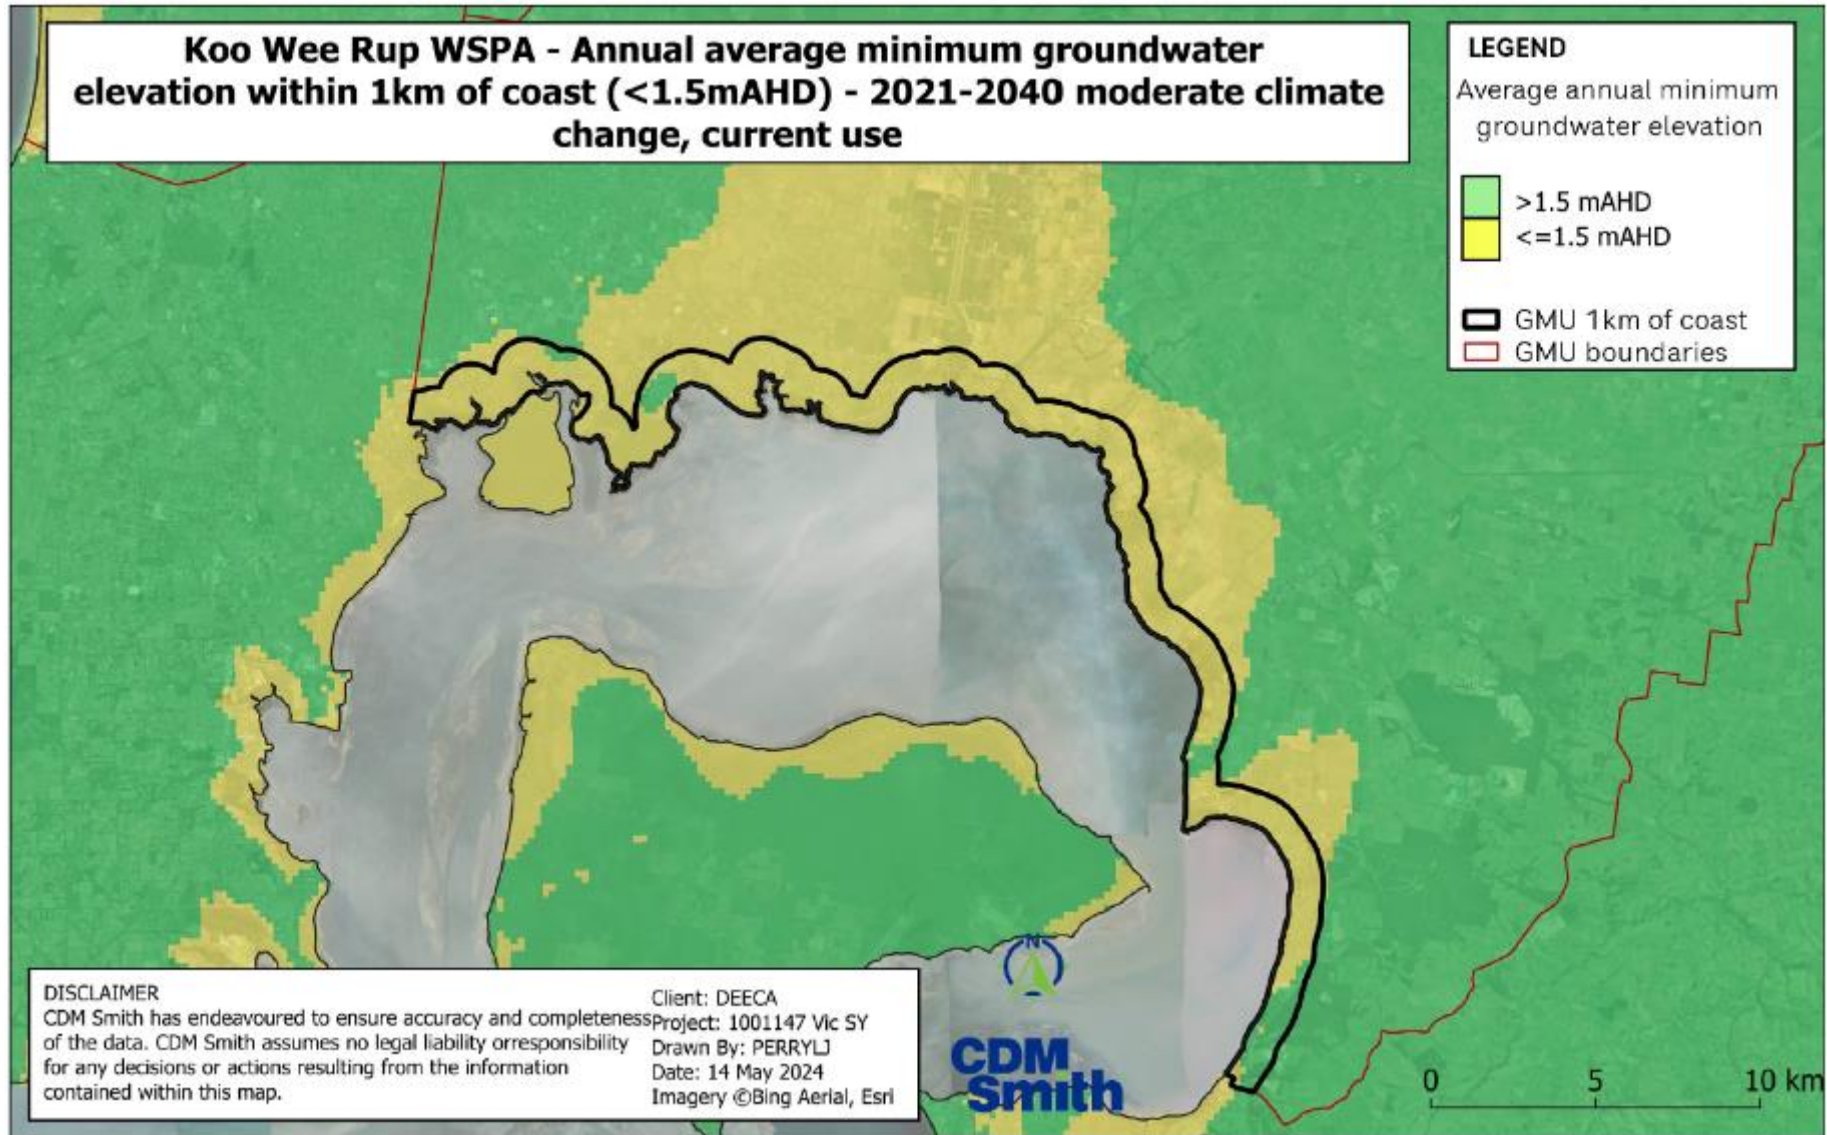 Koo Wee Rup WSPA - Annual average minimum groundwater
elevation within 1km of coast (<1.5mAHD) - 2021-2040 moderate climate
change, current use
LEGEND
Average annual minimum
groundwater elevation
>1.5 mAHD
<=1.5 mAHD
GMU 1km of coast
GMU boundaries
DISCLAIMER
CDM Smith has endeavoured to ensure accuracy and completeness
of the data. CDM Smith assumes no legal liability orresponsibility
for any decisions or actions resulting from the information
contained within this map.
Client: DEECA
Project: 1001147 Vic SY
Drawn By: PERRYLJ
Date: 14 May 2024
Imagery ©Bing Aerial, Esri
N
CDM
Smith
0 5 10 km